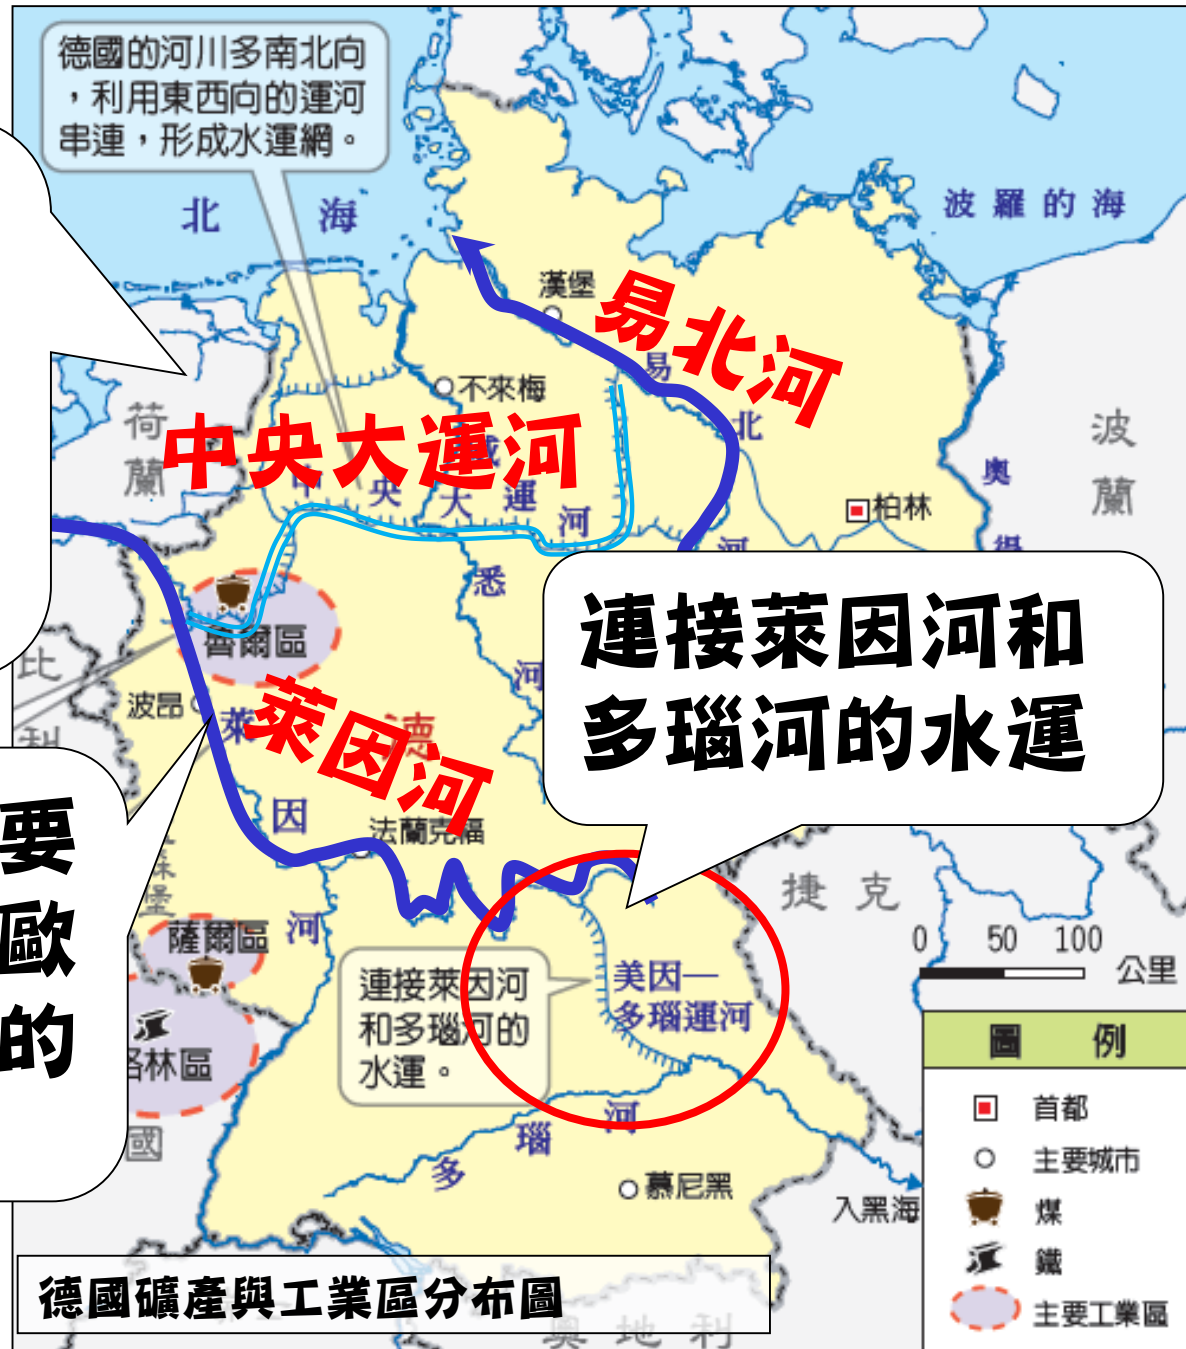 德國的河川多南北向
，利用東西向的運河
串連，形成水運網。
北海
波羅的海
漢堡
易北河
易北河
不來梅
荷蘭
中央大運河
中央大運河
威
波蘭
奧得
柏林
悉
河
連接萊因河和
多瑙河的水運
魯爾區
比利
波昂
萊因河
萊因河
德
法蘭克福
要
歐
的
堡
捷克
0 50 100
公里
薩爾區
連接萊因河
和多瑙河的
水運。
美因—
多瑙運河
林區
國
多瑙河
慕尼黑
入黑海
圖例
首都
主要城市
煤
鐵
主要工業區
德國礦產與工業區分布圖
奧地利